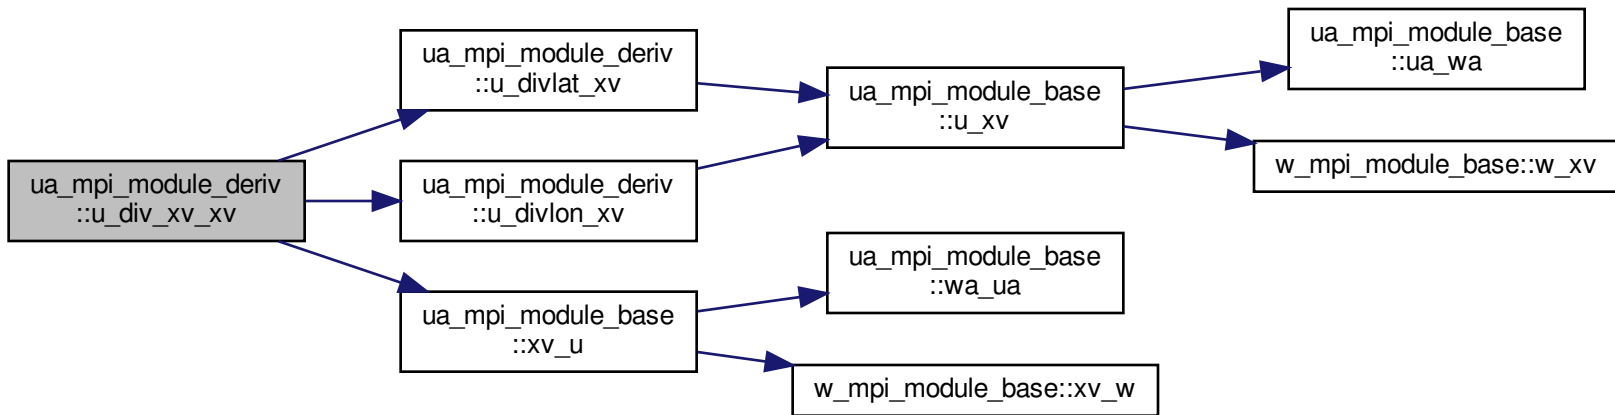 ua_mpi_module_deriv
::u_div_xv_xv
ua_mpi_module_deriv
::u_divlat_xv
ua_mpi_module_deriv
::u_divlon_xv
ua_mpi_module_base
::xv_u
ua_mpi_module_base
::u_xv
ua_mpi_module_base
::wa_ua
w_mpi_module_base::xv_w
ua_mpi_module_base
::ua_wa
w_mpi_module_base::w_xv